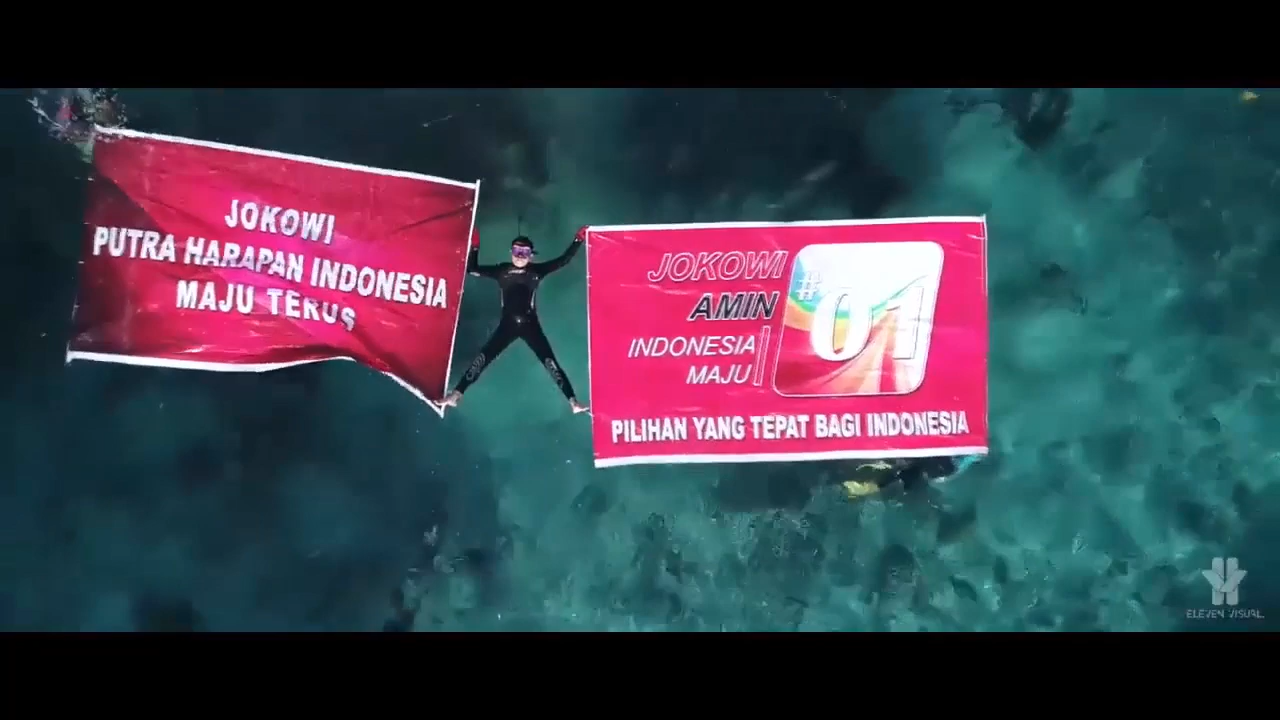 JOKOWI
PUTRA HARAPAN INDONESIA
MAJU TERUS
JOKOWI
AMIN
INDONESIA
MAJU
#01
PILIHAN YANG TEPAT BAGI INDONESIA
ELEVEN VISUAL